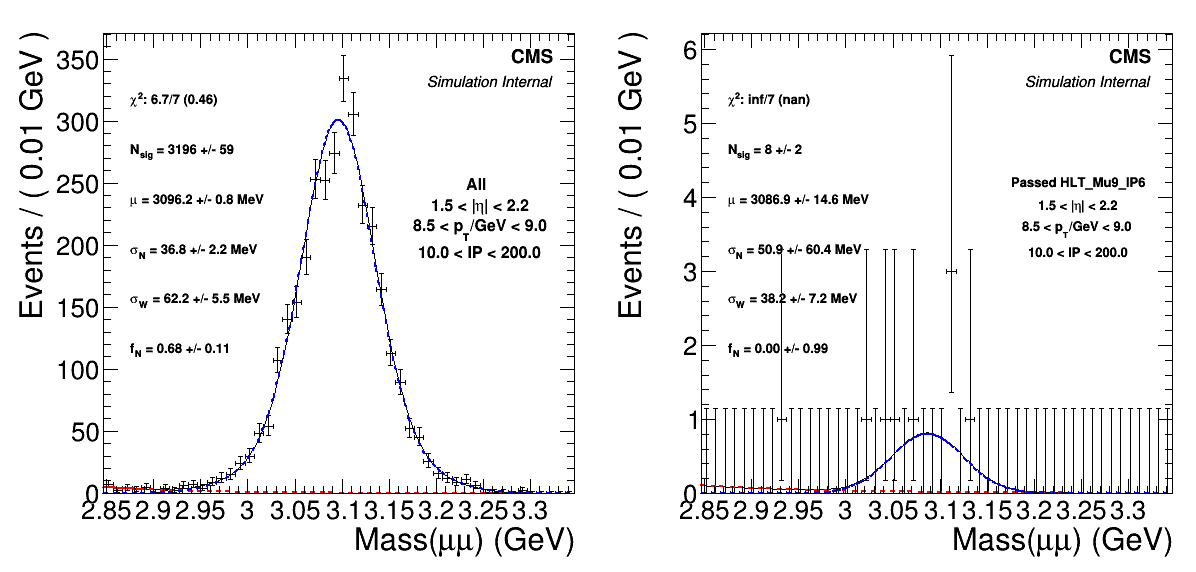 Events / ( 0.01 GeV )
350
300
250
200
150
100
50
0
CMS
Simulation Internal
χ²: 6.7/7 (0.46)
N_sig = 3196 +/- 59
μ = 3096.2 +/- 0.8 MeV
σ_N = 36.8 +/- 2.2 MeV
σ_W = 62.2 +/- 5.5 MeV
f_N = 0.68 +/- 0.11
All
1.5 < |η| < 2.2
8.5 < p_T/GeV < 9.0
10.0 < IP < 200.0
2.85 2.9 2.95 3 3.05 3.1 3.15 3.2 3.25 3.3
Mass(μμ) (GeV)
Events / ( 0.01 GeV )
6
5
4
3
2
1
0
CMS
Simulation Internal
χ²: inf/7 (nan)
N_sig = 8 +/- 2
μ = 3086.9 +/- 14.6 MeV
σ_N = 50.9 +/- 60.4 MeV
σ_W = 38.2 +/- 7.2 MeV
f_N = 0.00 +/- 0.99
Passed HLT_Mu9_IP6
1.5 < |η| < 2.2
8.5 < p_T/GeV < 9.0
10.0 < IP < 200.0
2.85 2.9 2.95 3 3.05 3.1 3.15 3.2 3.25 3.3
Mass(μμ) (GeV)